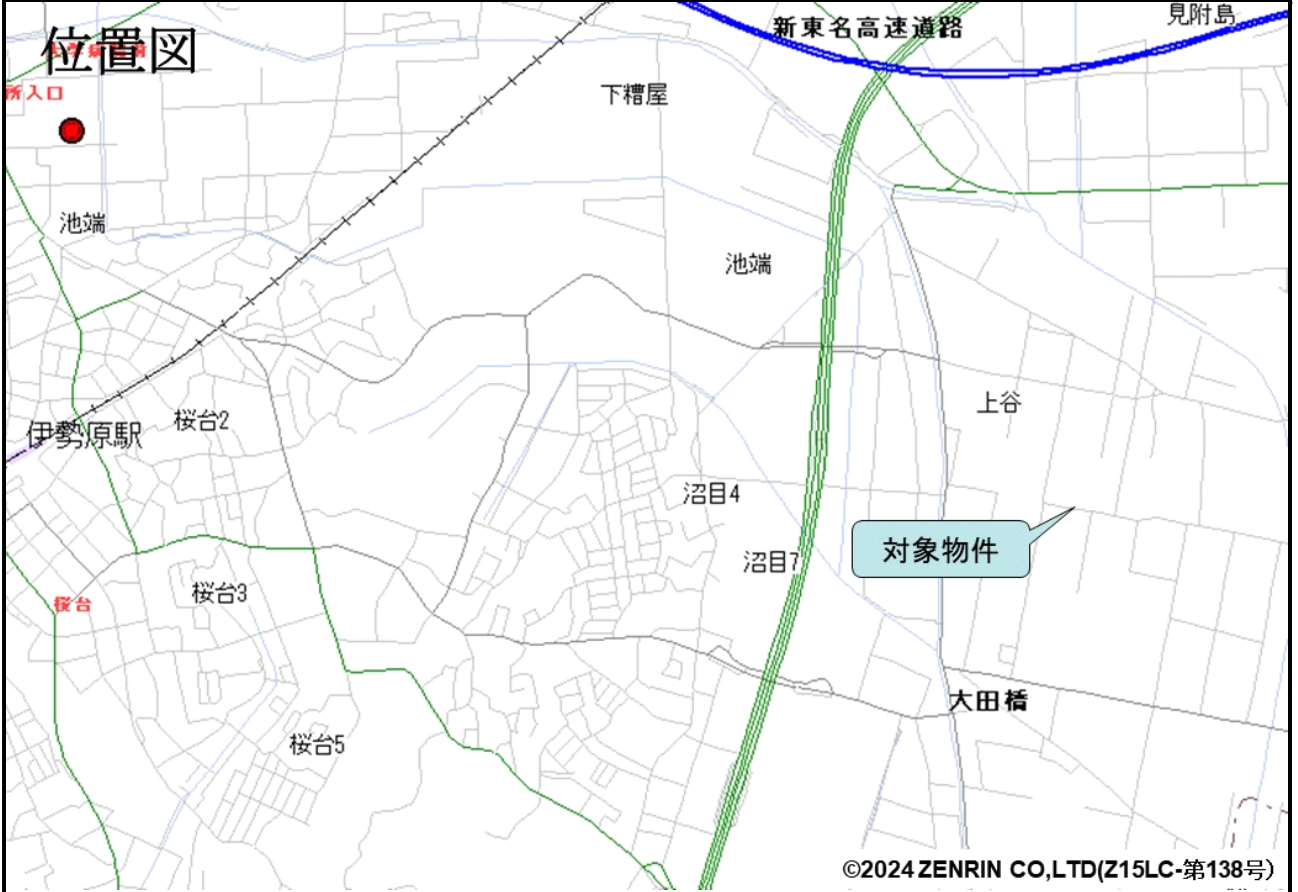 位置図
新東名高速道路
見附島
所入口
下糟屋
池端
池端
上谷
桜台2
伊勢原駅
沼目4
対象物件
沼目7
桜台3
桜台
大田橋
桜台5
©2024 ZENRIN CO,LTD(Z15LC-第138号)